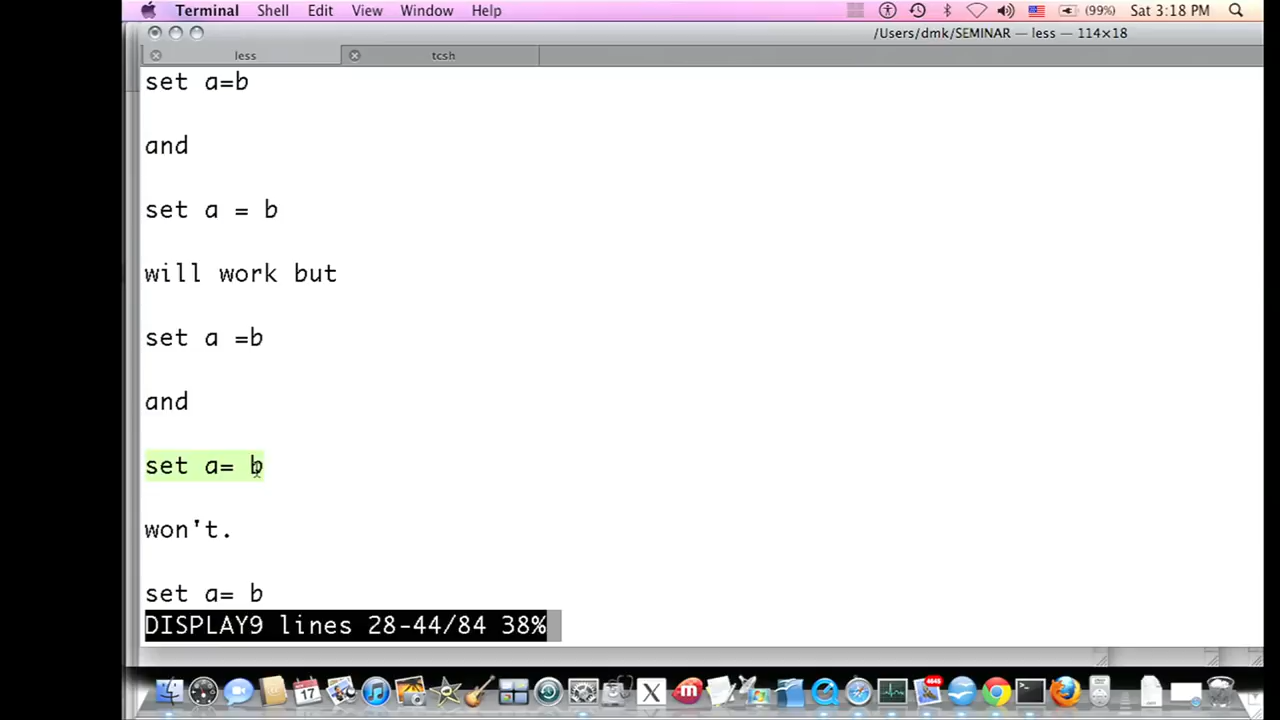 Terminal Shell Edit View Window Help (99%) Sat 3:18 PM
/Users/dmk/SEMINAR — less — 114×18
less tcsh
set a=b
and
set a = b
will work but
set a =b
and
set a= b
won't.
set a= b
DISPLAY9 lines 28-44/84 38%
17
X
m